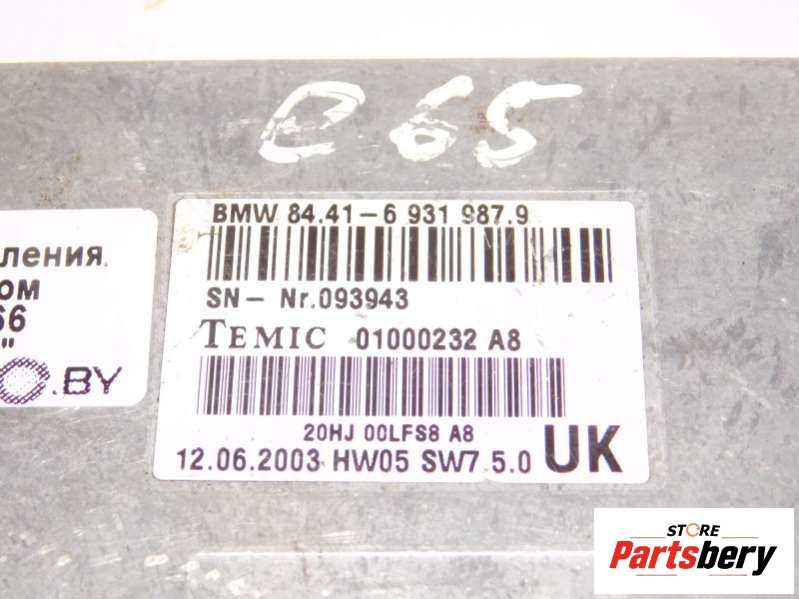 e65
BMW 84.41-6 931 987.9
SN- Nr.093943
TEMIC 01000232 A8
20HJ 00LFS8 A8
12.06.2003 HW05 SW7.5.0 UK
ления.
ом
66
"
.BY
STORE
Partsbery